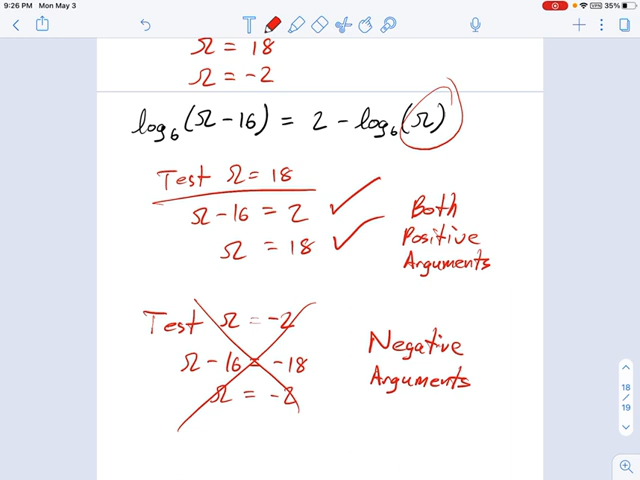 9:26 PM Mon May 3
VPN 35%
Ω = 18
Ω = -2
log₆(Ω - 16) = 2 - log₆(Ω)
Test Ω = 18
Ω - 16 = 2 ✓
Ω = 18 ✓
Both
Positive
Arguments
Test Ω = -2
Ω - 16 = -18
Ω = -2
Negative
Arguments
18
19